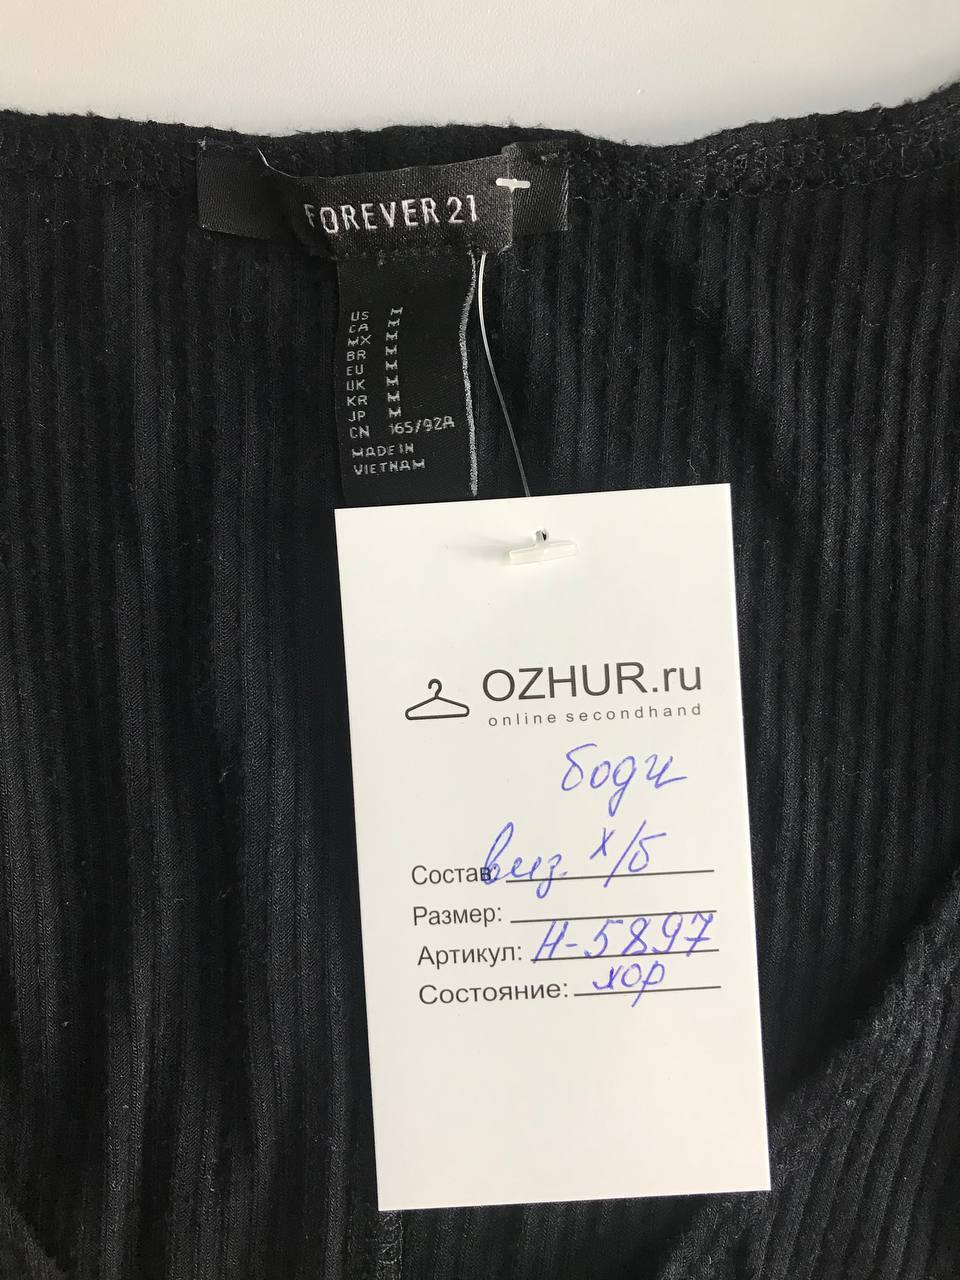 FOREVER 21
US M
CA M
MX M
BR M
EU M
UK M
KR M
JP M
CN 165/92A
MADE IN
VIETNAM
OZHUR.ru
online secondhand
боди
Состав: виз. х/б
Размер:
Артикул: Н-5897
Состояние: хор